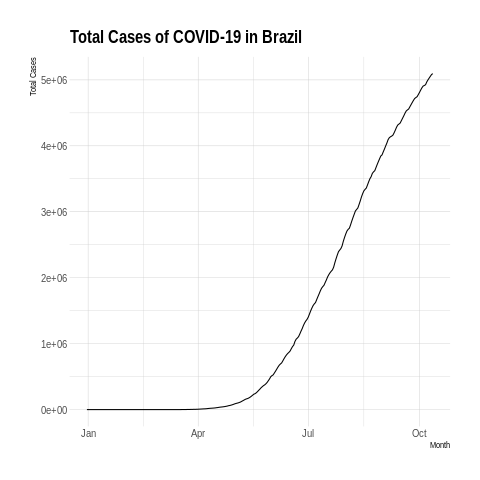 Total Cases of COVID-19 in Brazil
Total Cases
5e+06
4e+06
3e+06
2e+06
1e+06
0e+00
Jan Apr Jul Oct
Month